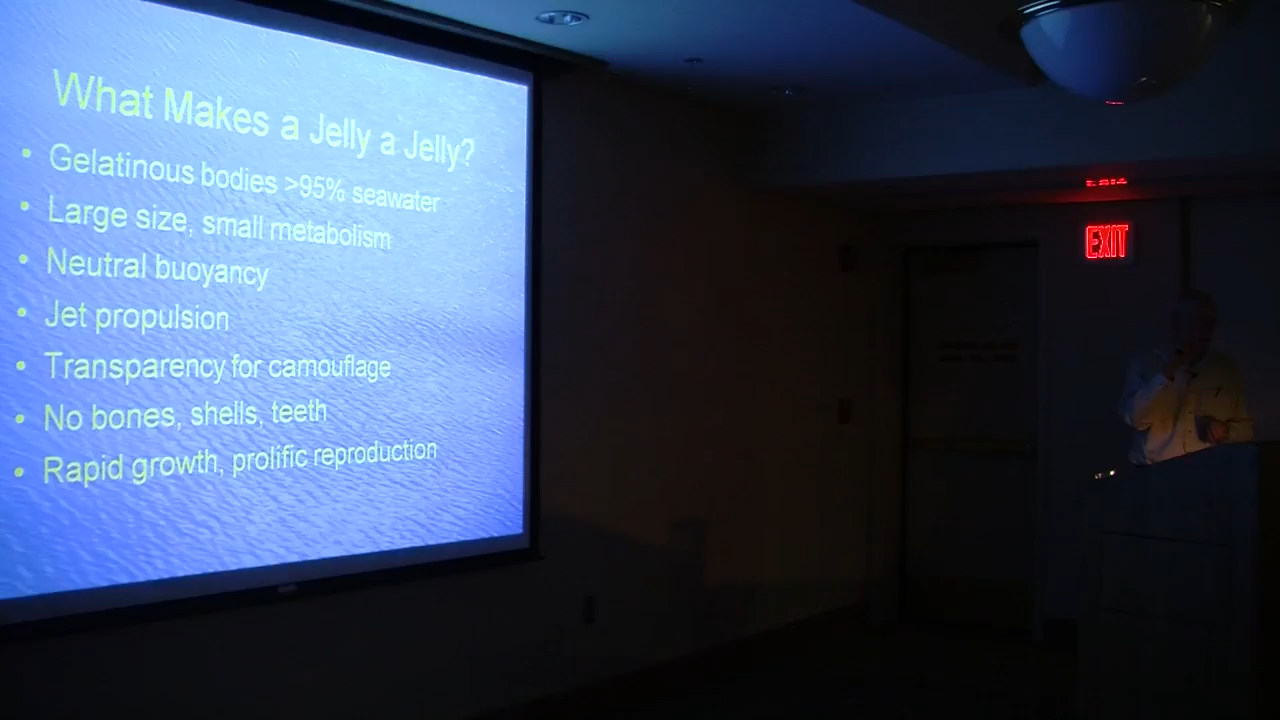 What Makes a Jelly a Jelly?
• Gelatinous bodies >95% seawater
• Large size, small metabolism
• Neutral buoyancy
• Jet propulsion
• Transparency for camouflage
• No bones, shells, teeth
• Rapid growth, prolific reproduction
EXIT